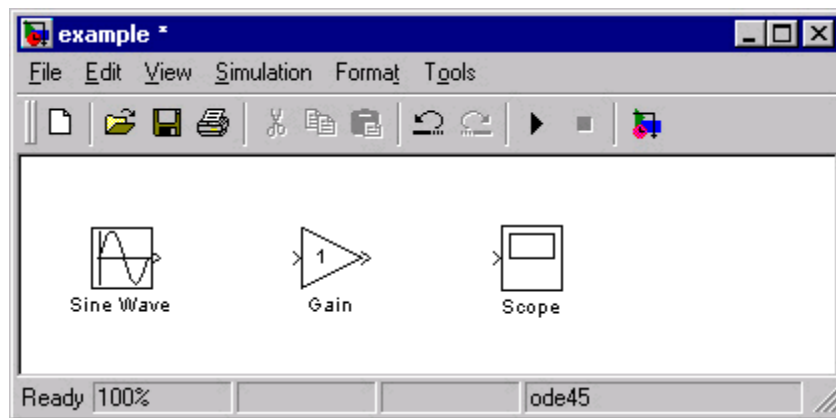 example *
File Edit View Simulation Format Tools
1
Sine Wave Gain Scope
Ready 100% ode45